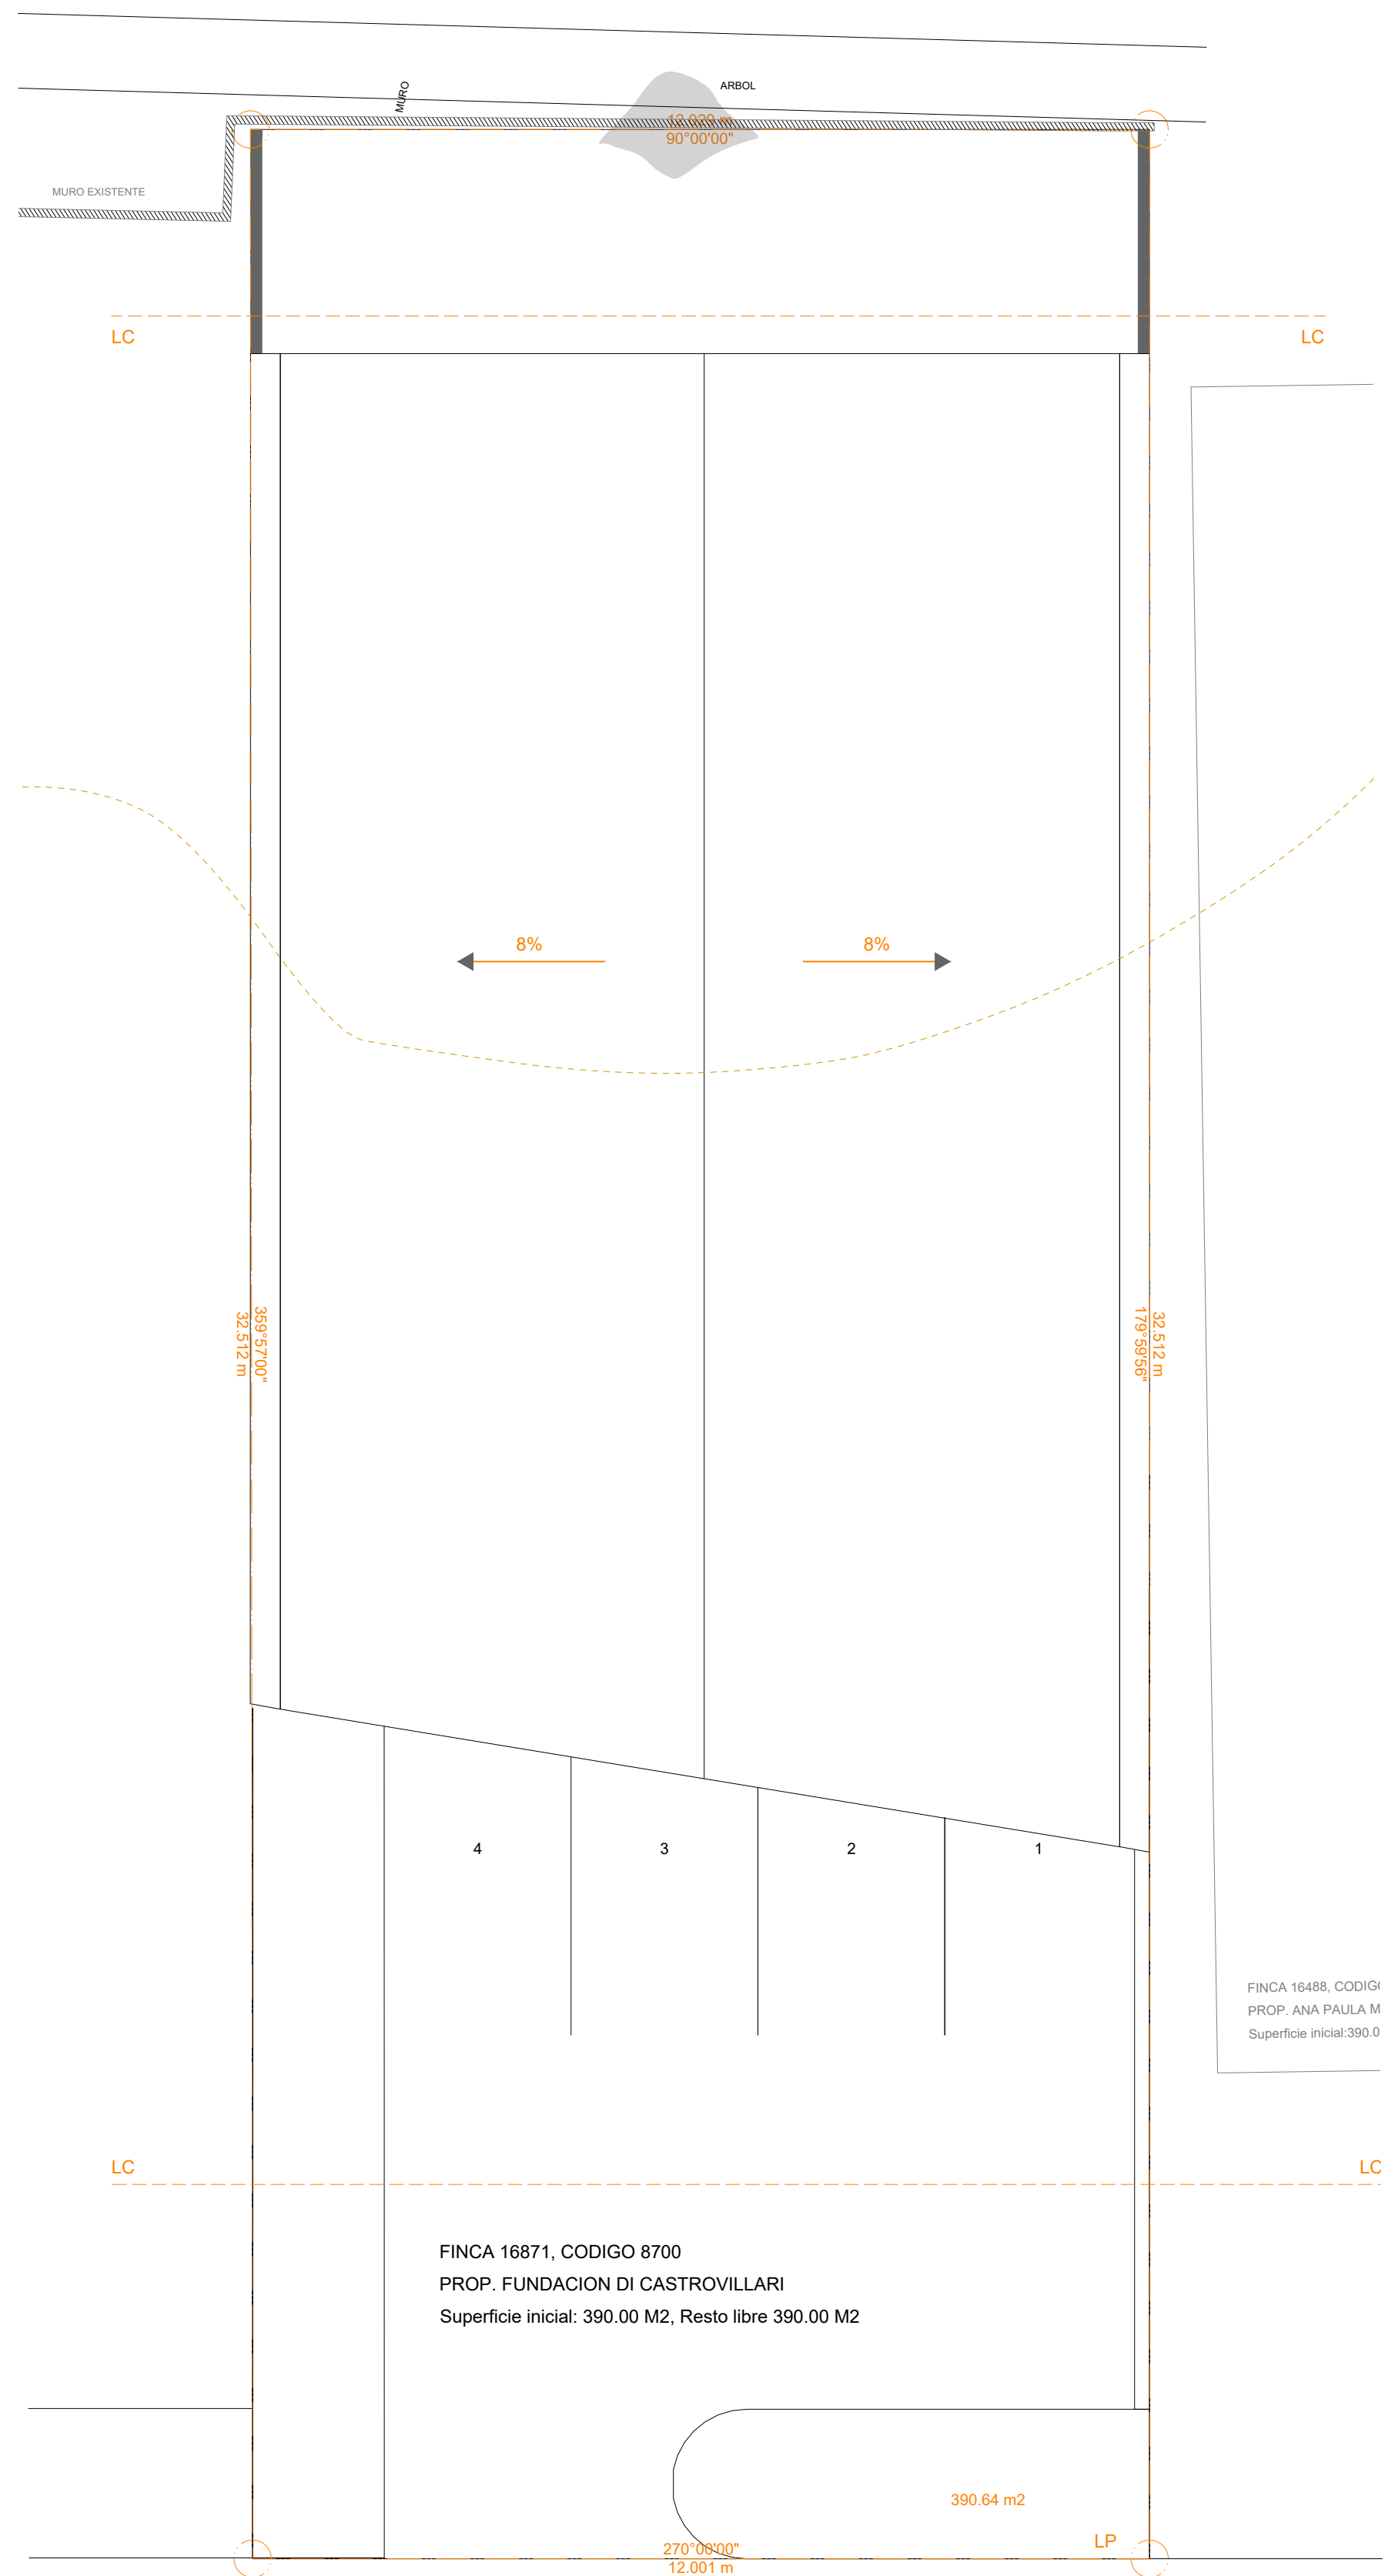 MURO
ARBOL
12.029 m
90°00'00"
MURO EXISTENTE
LC
LC
8%
8%
359°57'00"
32.512 m
32.512 m
179°59'56"
4
3
2
1
FINCA 16488, CODIG
PROP. ANA PAULA M
Superficie inicial:390.0
LC
LC
FINCA 16871, CODIGO 8700
PROP. FUNDACION DI CASTROVILLARI
Superficie inicial: 390.00 M2, Resto libre 390.00 M2
390.64 m2
LP
270°00'00"
12.001 m